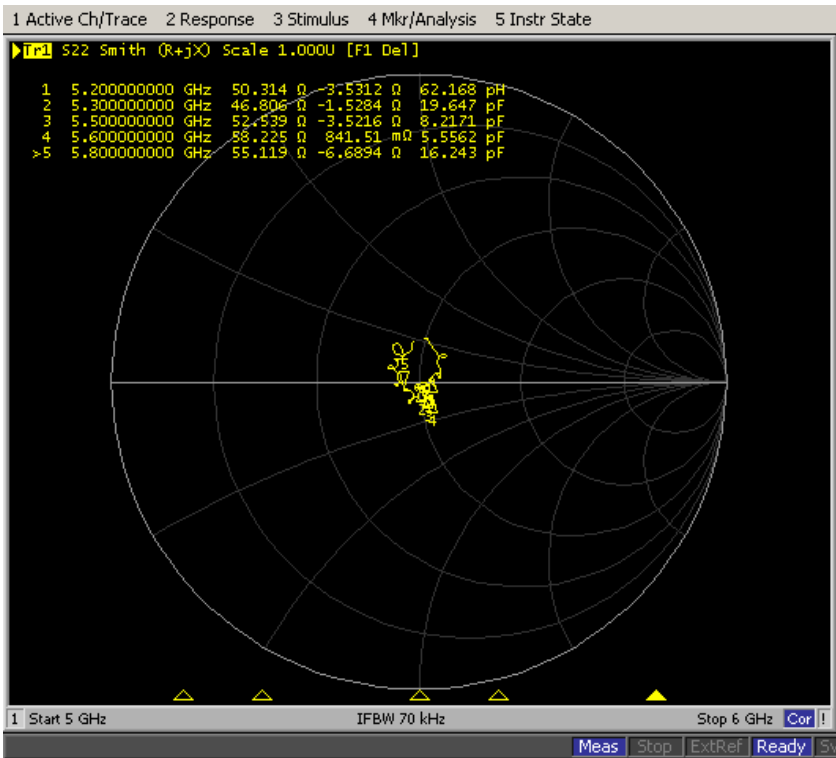 1 Active Ch/Trace 2 Response 3 Stimulus 4 Mkr/Analysis 5 Instr State
Tr1 S22 Smith (R+jX) Scale 1.000U [F1 Del]
1 5.200000000 GHz 50.314 Ω -3.5312 Ω 62.168 pH
2 5.300000000 GHz 46.806 Ω -1.5284 Ω 19.647 pF
3 5.500000000 GHz 52.539 Ω -3.5216 Ω 8.2171 pF
4 5.600000000 GHz 58.225 Ω 841.51 mΩ 5.5562 pF
>5 5.800000000 GHz 55.119 Ω -6.6894 Ω 16.243 pF
1 Start 5 GHz IFBW 70 kHz Stop 6 GHz Cor !
Meas Stop ExtRef Ready